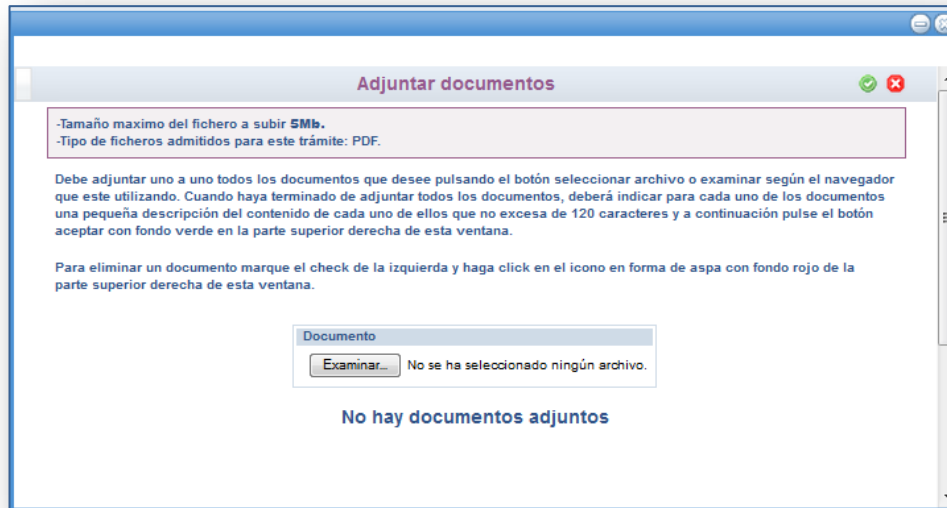 Adjuntar documentos
-Tamaño maximo del fichero a subir 5Mb.
-Tipo de ficheros admitidos para este trámite: PDF.
Debe adjuntar uno a uno todos los documentos que desee pulsando el botón seleccionar archivo o examinar según el navegador
que este utilizando. Cuando haya terminado de adjuntar todos los documentos, deberá indicar para cada uno de los documentos
una pequeña descripción del contenido de cada uno de ellos que no excesa de 120 caracteres y a continuación pulse el botón
aceptar con fondo verde en la parte superior derecha de esta ventana.
Para eliminar un documento marque el check de la izquierda y haga click en el icono en forma de aspa con fondo rojo de la
parte superior derecha de esta ventana.
Documento
Examinar... No se ha seleccionado ningún archivo.
No hay documentos adjuntos